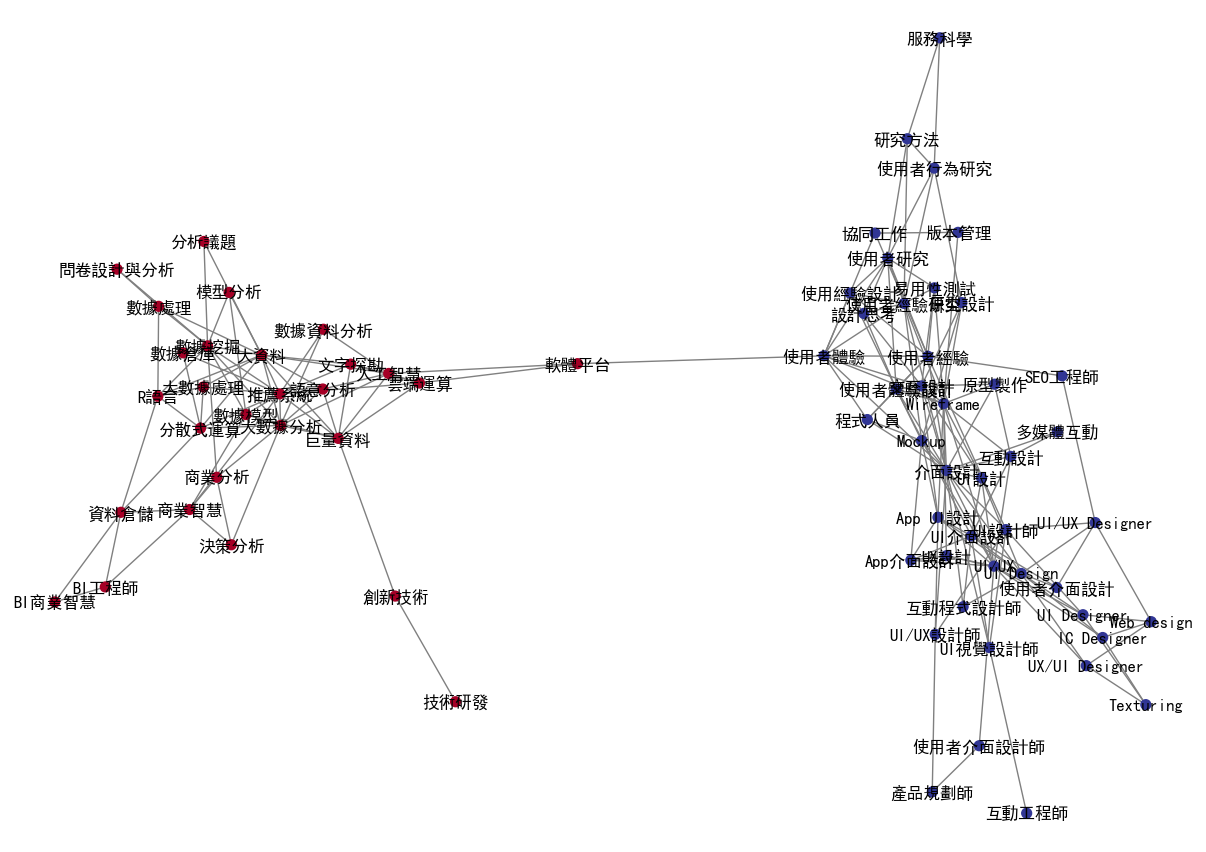 服務科學
研究方法
使用者行為研究
協同工作
版本管理
分析議題
使用者研究
問卷設計與分析
易用性測試
模型分析
使用經驗設計
數據處理
使用者經驗研究
原型設計
設計思考
數據資料分析
數據挖掘
數據倉庫
大資料
使用者體驗
使用者經驗
文字探勘
軟體平台
人工智慧
雲端運算
SEO工程師
大數據處理
語意分析
使用者體驗設計
原型製作
R語言
推薦系統
Wireframe
數據模型
程式人員
大數據分析
分散式運算
多媒體互動
巨量資料
Mockup
互動設計
介面設計
商業分析
UI設計
商業智慧
資料倉儲
App UI設計
UI/UX Designer
UI設計師
UI介面設計
決策分析
UX設計
App介面設計
UI/UX
UI Design
BI工程師
使用者介面設計
創新技術
BI商業智慧
互動程式設計師
UI Designer
Web design
UI/UX設計師
IC Designer
UI視覺設計師
UX/UI Designer
技術研發
Texturing
使用者介面設計師
產品規劃師
互動工程師